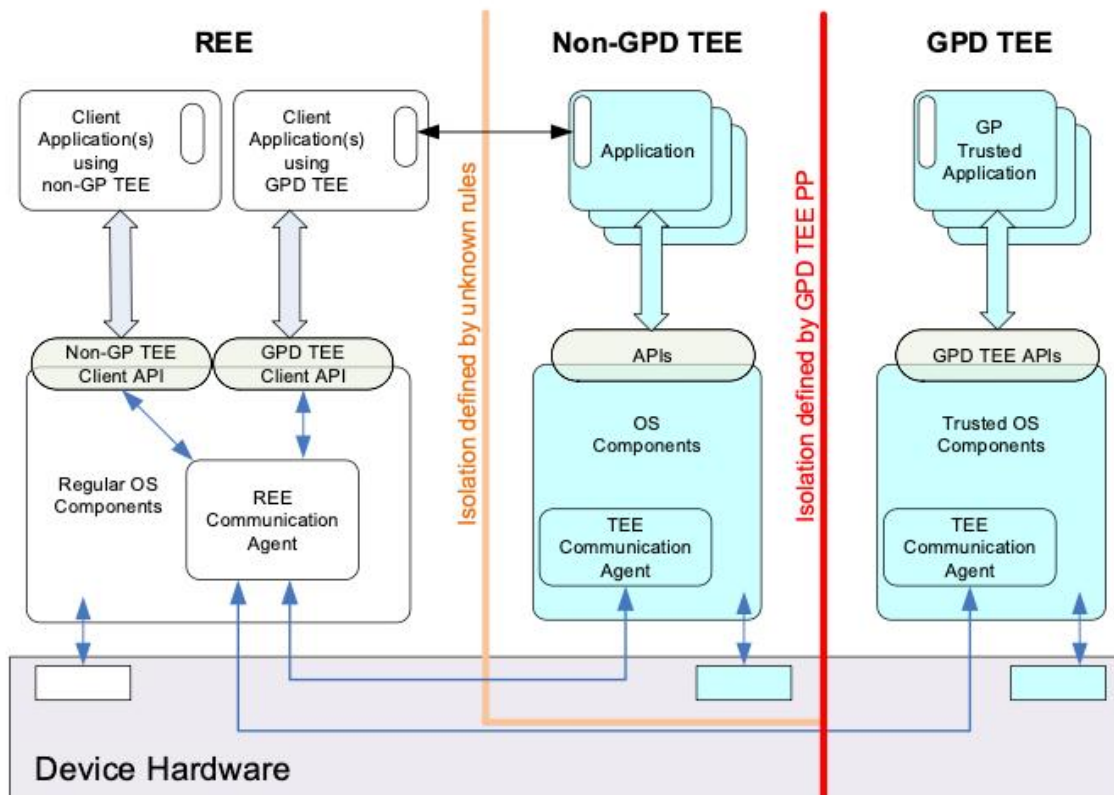 REE
Non-GPD TEE
GPD TEE
Client
Application(s)
using
non-GP TEE
Client
Application(s)
using
GPD TEE
Application
GP
Trusted
Application
Isolation defined by unknown rules
Isolation defined by GPD TEE PP
Non-GP TEE
Client API
GPD TEE
Client API
APIs
GPD TEE APIs
OS
Components
Trusted OS
Components
Regular OS
Components
REE
Communication
Agent
TEE
Communication
Agent
TEE
Communication
Agent
Device Hardware